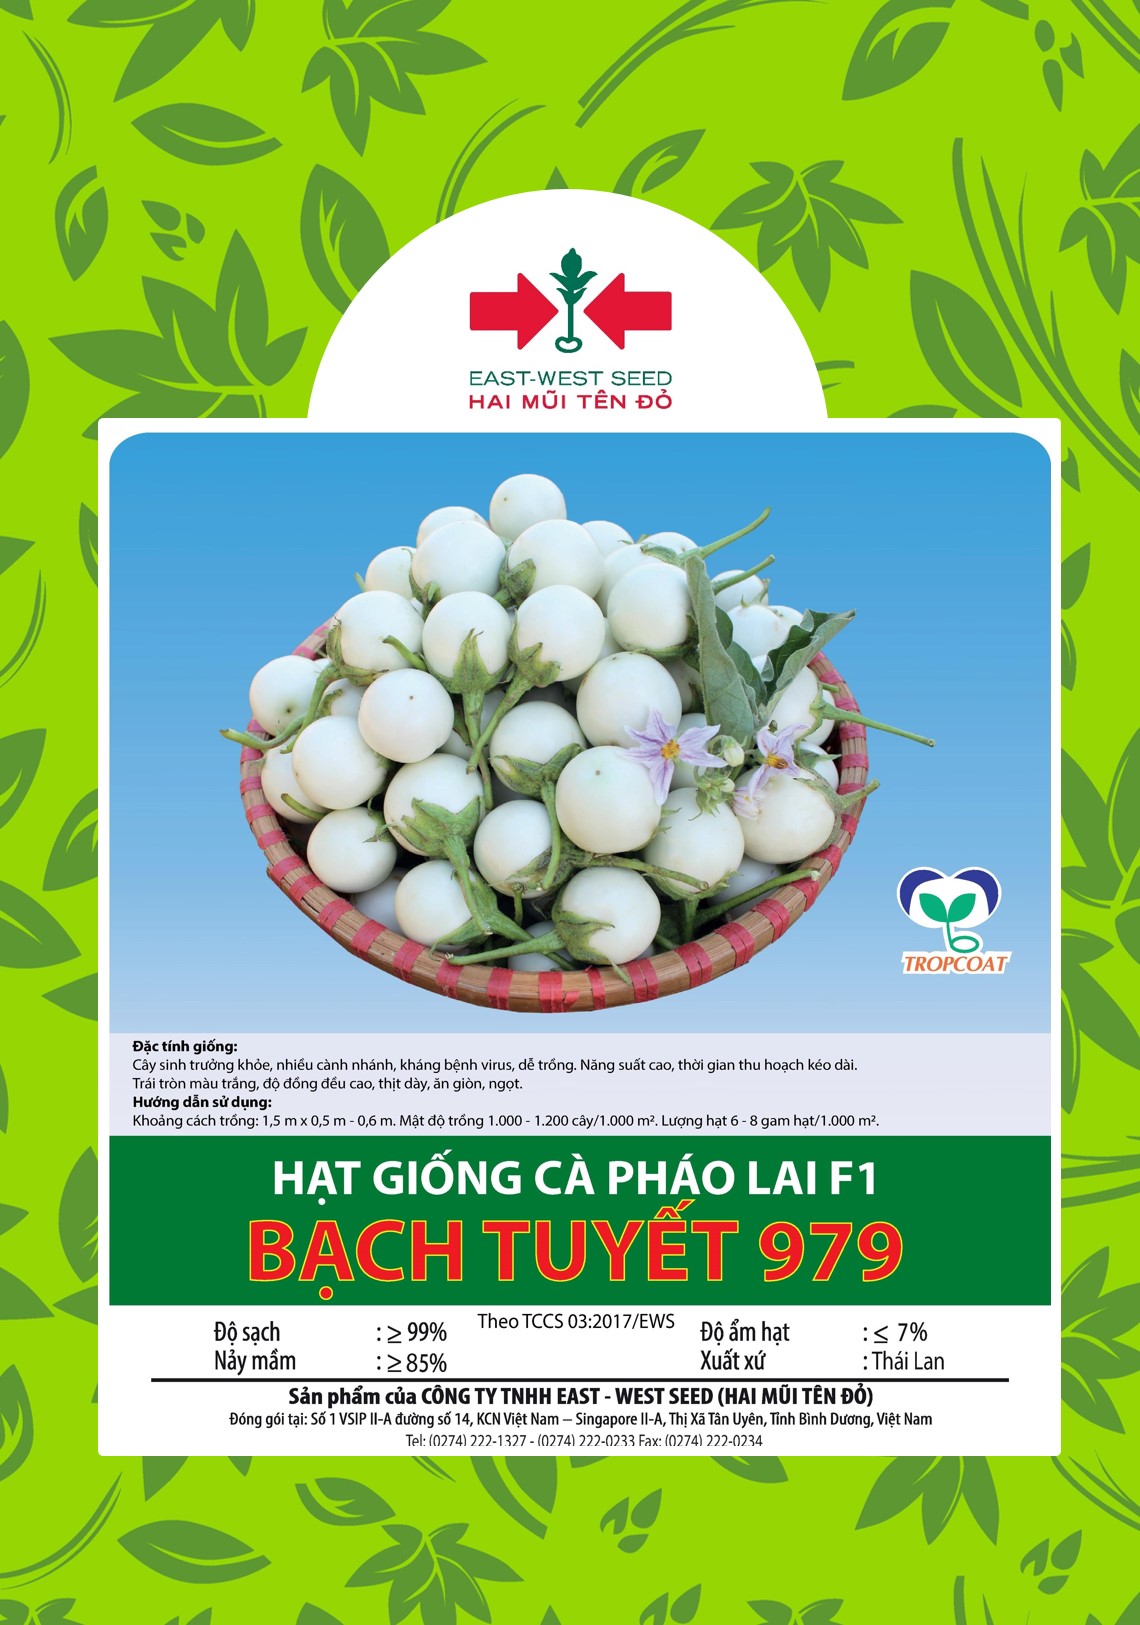 EAST-WEST SEED
HAI MŨI TÊN ĐỎ
TROPCOAT
Đặc tính giống:
Cây sinh trưởng khỏe, nhiều cành nhánh, kháng bệnh virus, dễ trồng. Năng suất cao, thời gian thu hoạch kéo dài.
Trái tròn màu trắng, độ đồng đều cao, thịt dày, ăn giòn, ngọt.
Hướng dẫn sử dụng:
Khoảng cách trồng: 1,5 m x 0,5 m - 0,6 m. Mật độ trồng 1.000 - 1.200 cây/1.000 m². Lượng hạt 6 - 8 gam hạt/1.000 m².
HẠT GIỐNG CÀ PHÁO LAI F1
BẠCH TUYẾT 979
Theo TCCS 03:2017/EWS
Độ sạch : ≥ 99% Độ ẩm hạt : ≤ 7%
Nảy mầm : ≥ 85% Xuất xứ : Thái Lan
Sản phẩm của CÔNG TY TNHH EAST - WEST SEED (HAI MŨI TÊN ĐỎ)
Đóng gói tại: Số 1 VSIP II-A đường số 14, KCN Việt Nam – Singapore II-A, Thị Xã Tân Uyên, Tỉnh Bình Dương, Việt Nam
Tel: (0274) 222-1327 - (0274) 222-0233 Fax: (0274) 222-0234